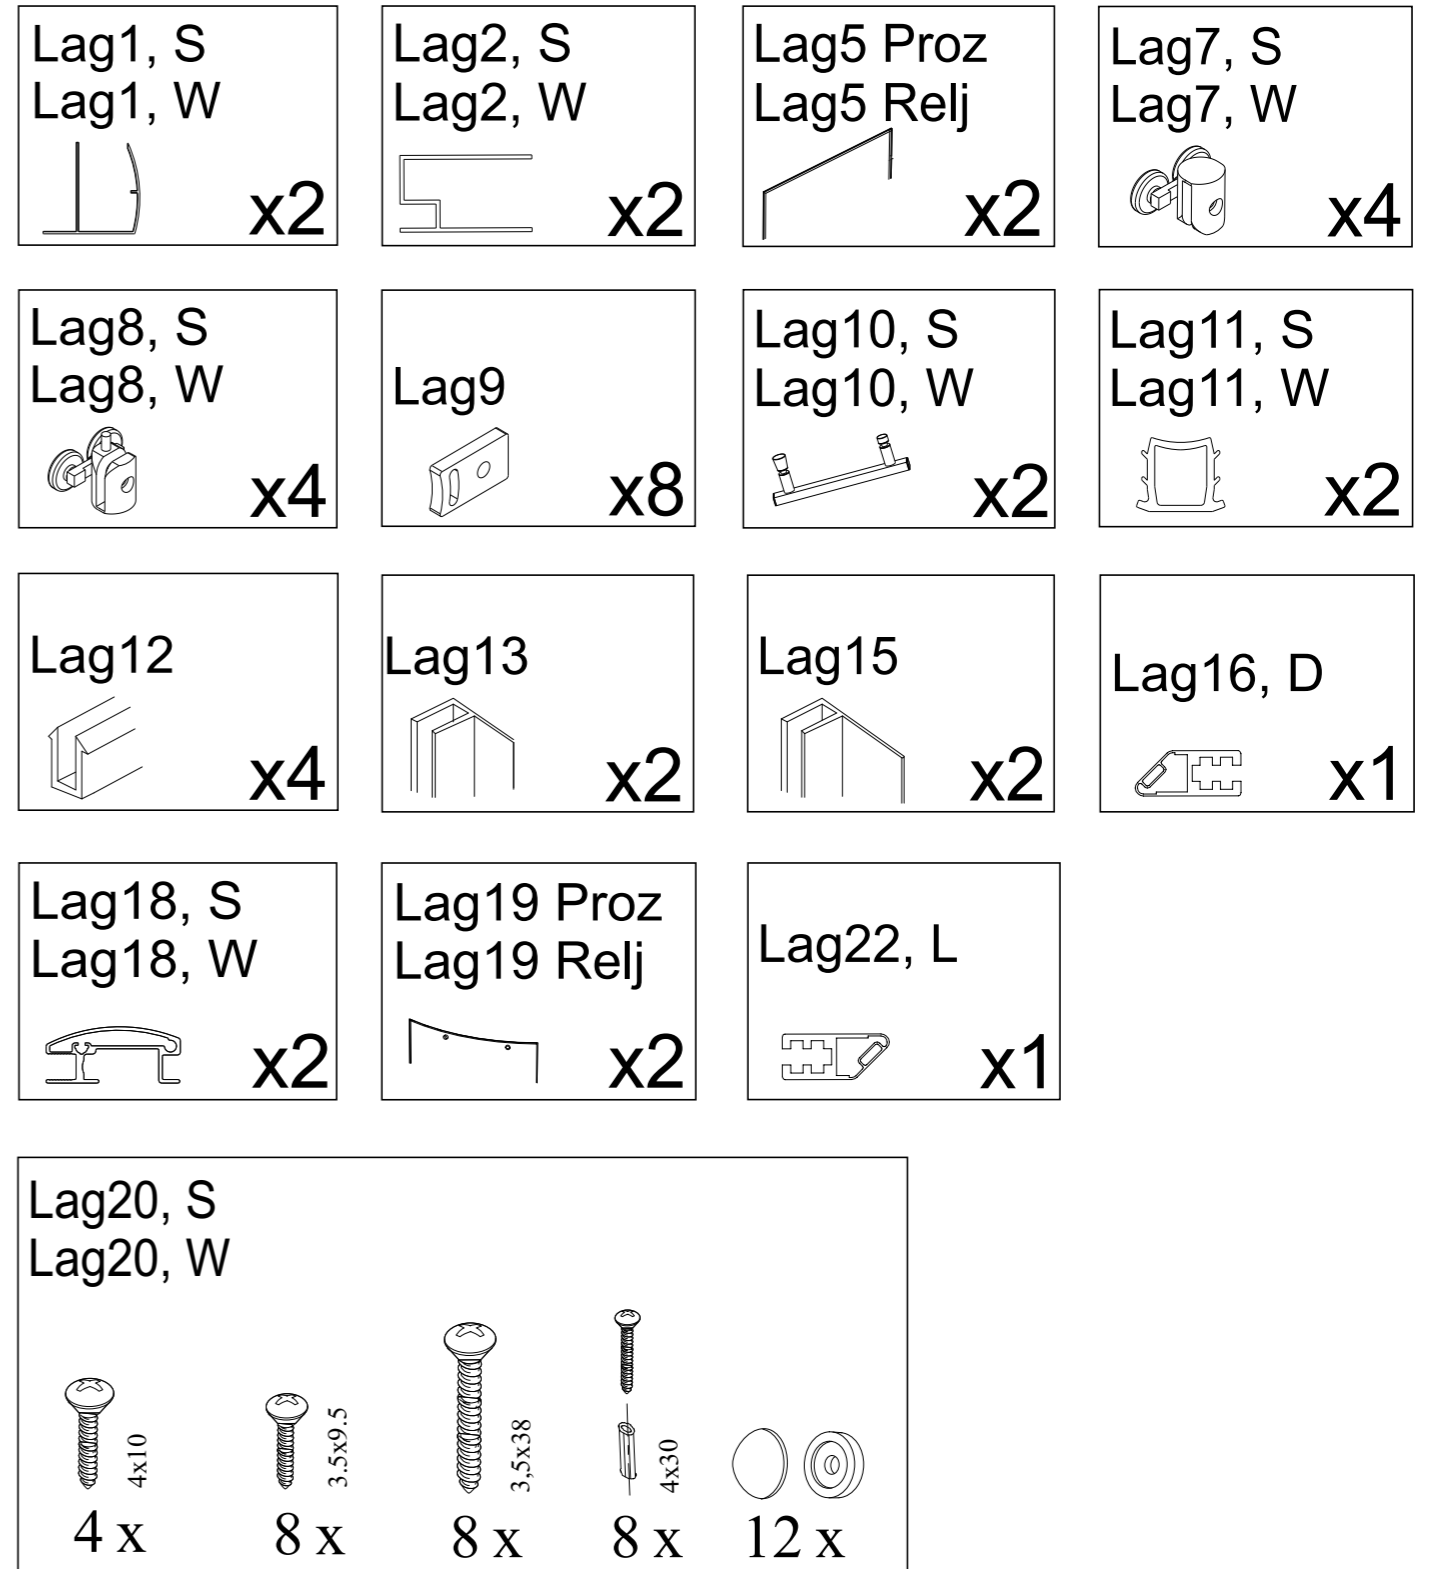 Lag1, S
Lag1, W
x2
Lag2, S
Lag2, W
x2
Lag5 Proz
Lag5 Relj
x2
Lag7, S
Lag7, W
x4
Lag8, S
Lag8, W
x4
Lag9
x8
Lag10, S
Lag10, W
x2
Lag11, S
Lag11, W
x2
Lag12
x4
Lag13
x2
Lag15
x2
Lag16, D
x1
Lag18, S
Lag18, W
x2
Lag19 Proz
Lag19 Relj
x2
Lag22, L
x1
Lag20, S
Lag20, W
4x10
4 x
3.5x9.5
8 x
3,5x38
8 x
4x30
8 x
12 x